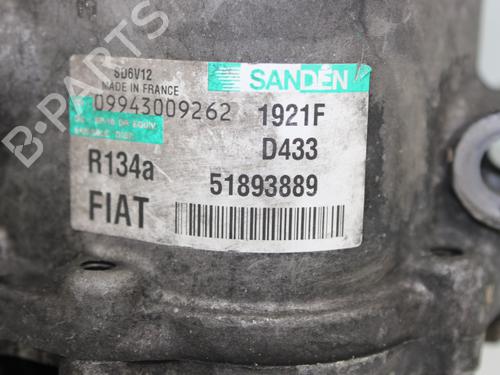 SD6V12
MADE IN FRANCE
SANDEN
09943009262
1921F
D433
R134a
51893889
FIAT
B-PARTS